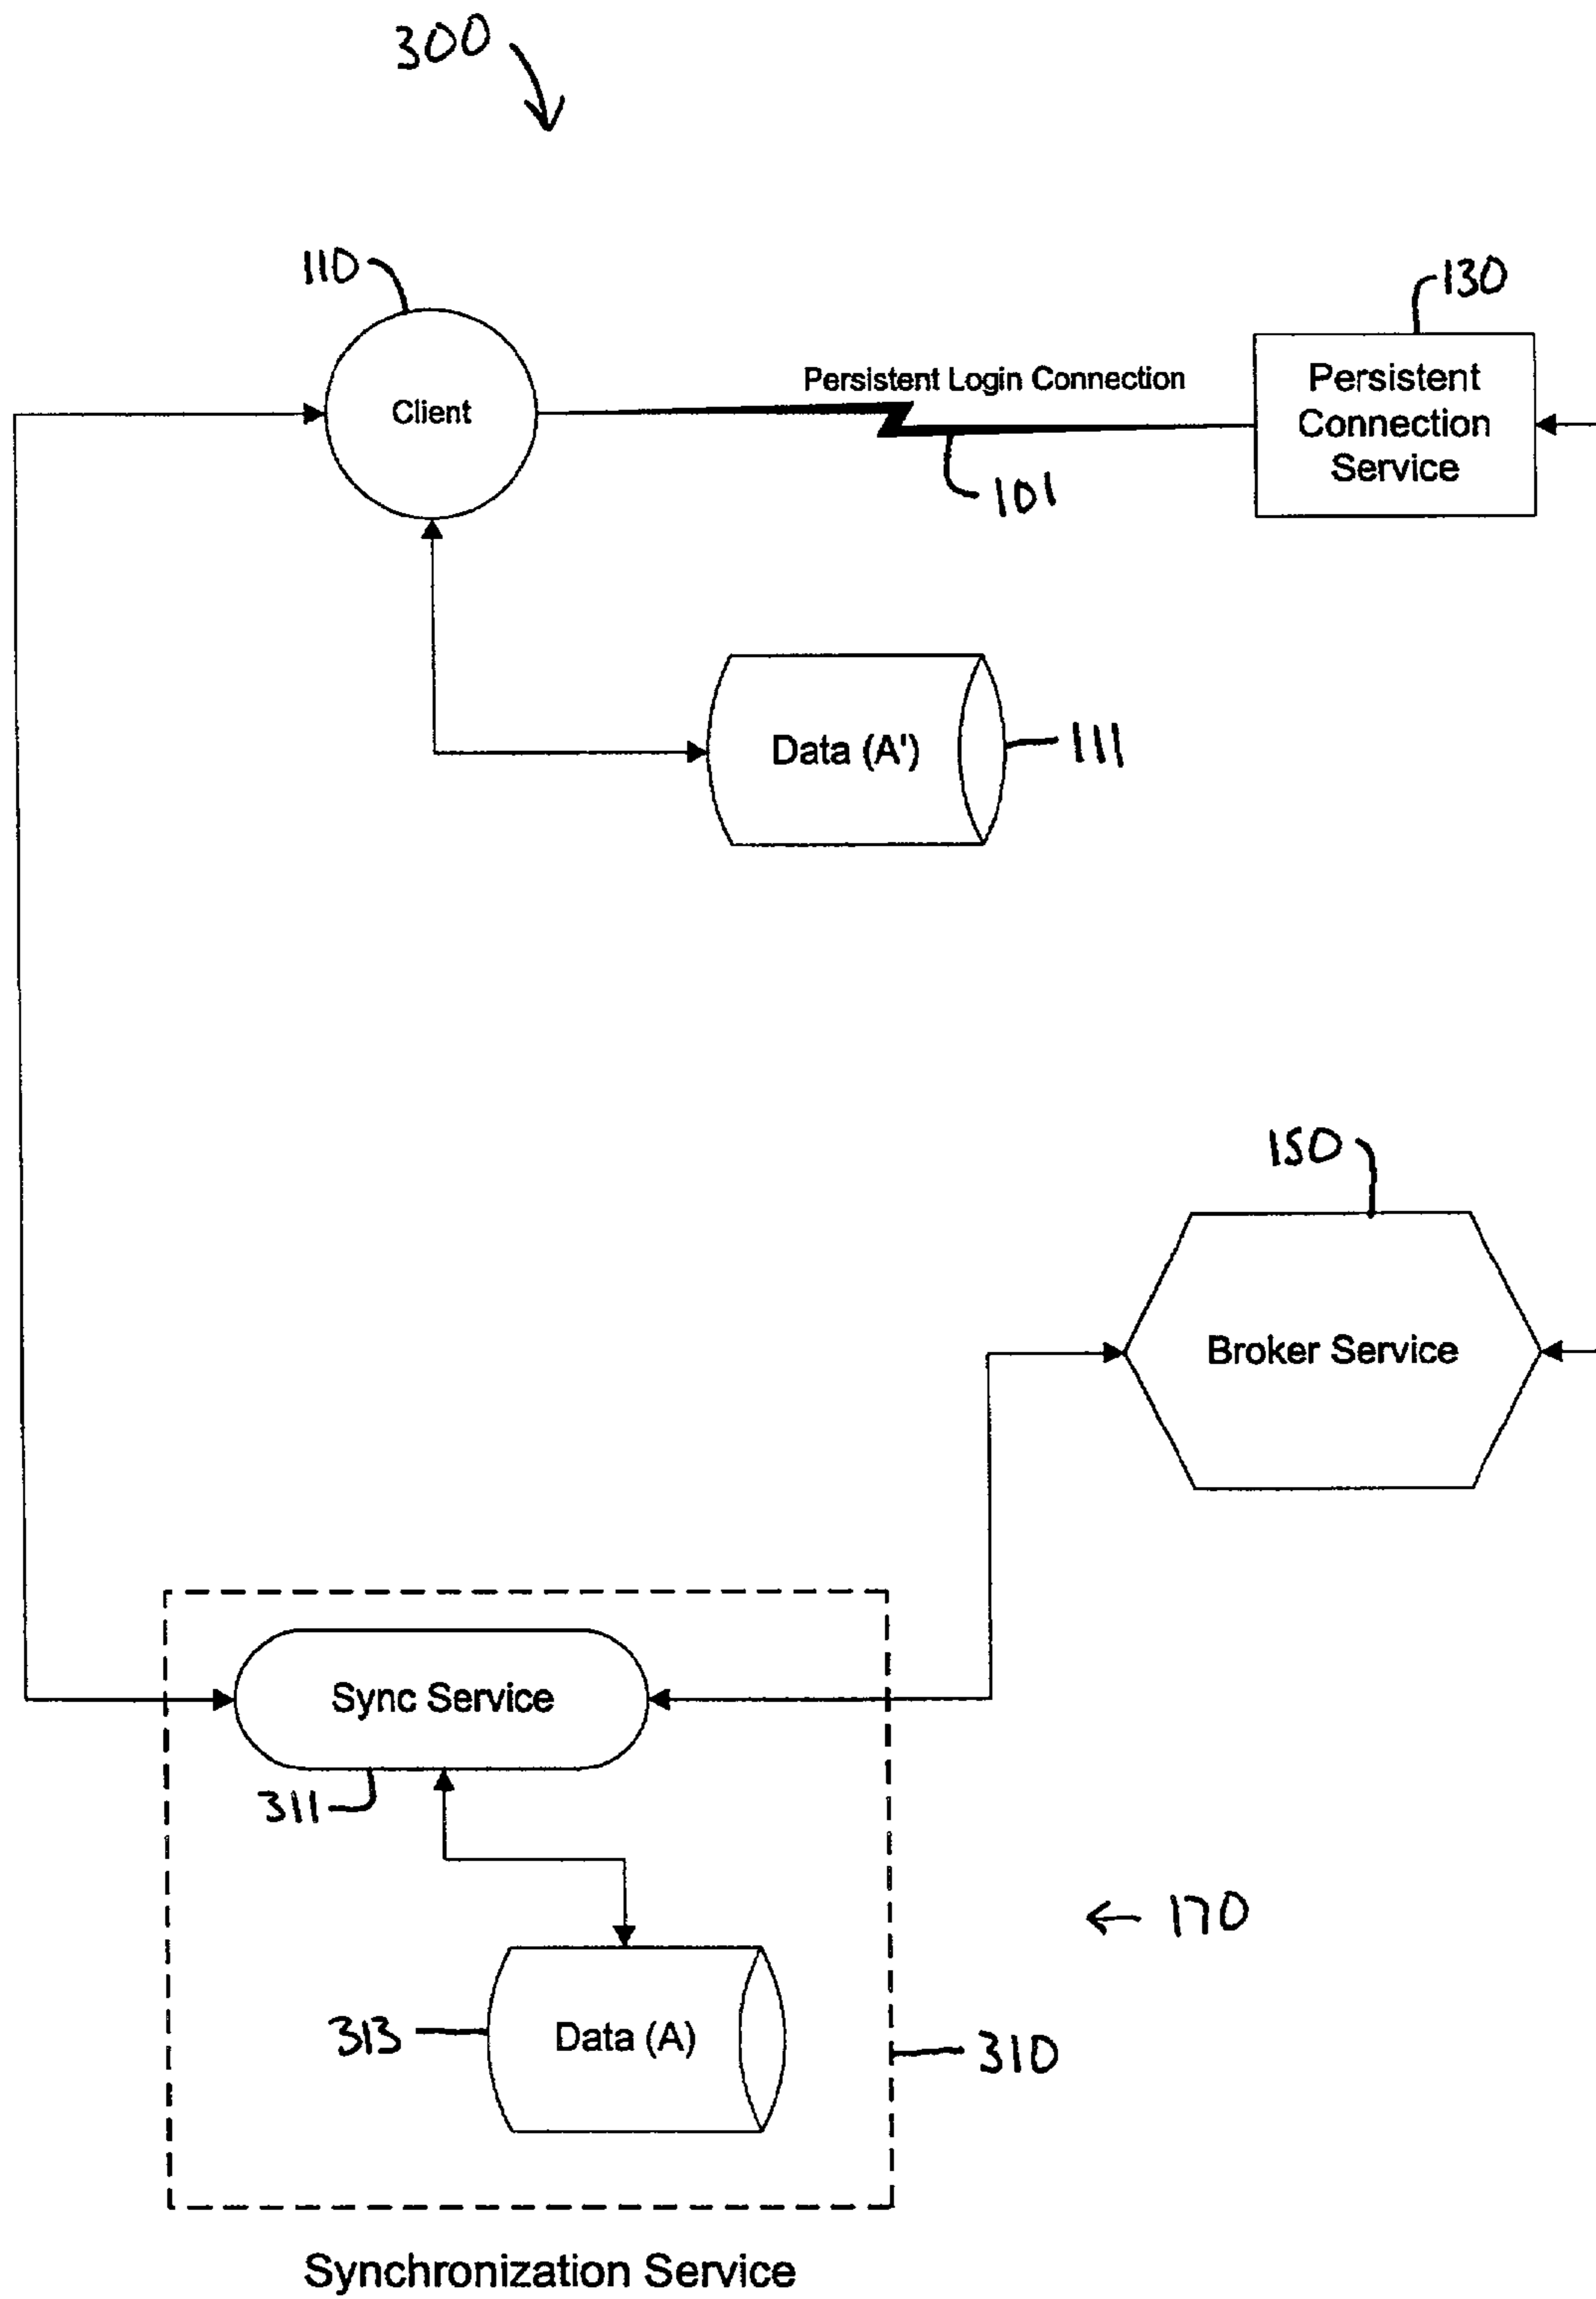 300
110
130
Client
Persistent Login Connection
Persistent
Connection
Service
101
Data (A')
111
150
Broker Service
Sync Service
311
170
313
Data (A)
310
Synchronization Service